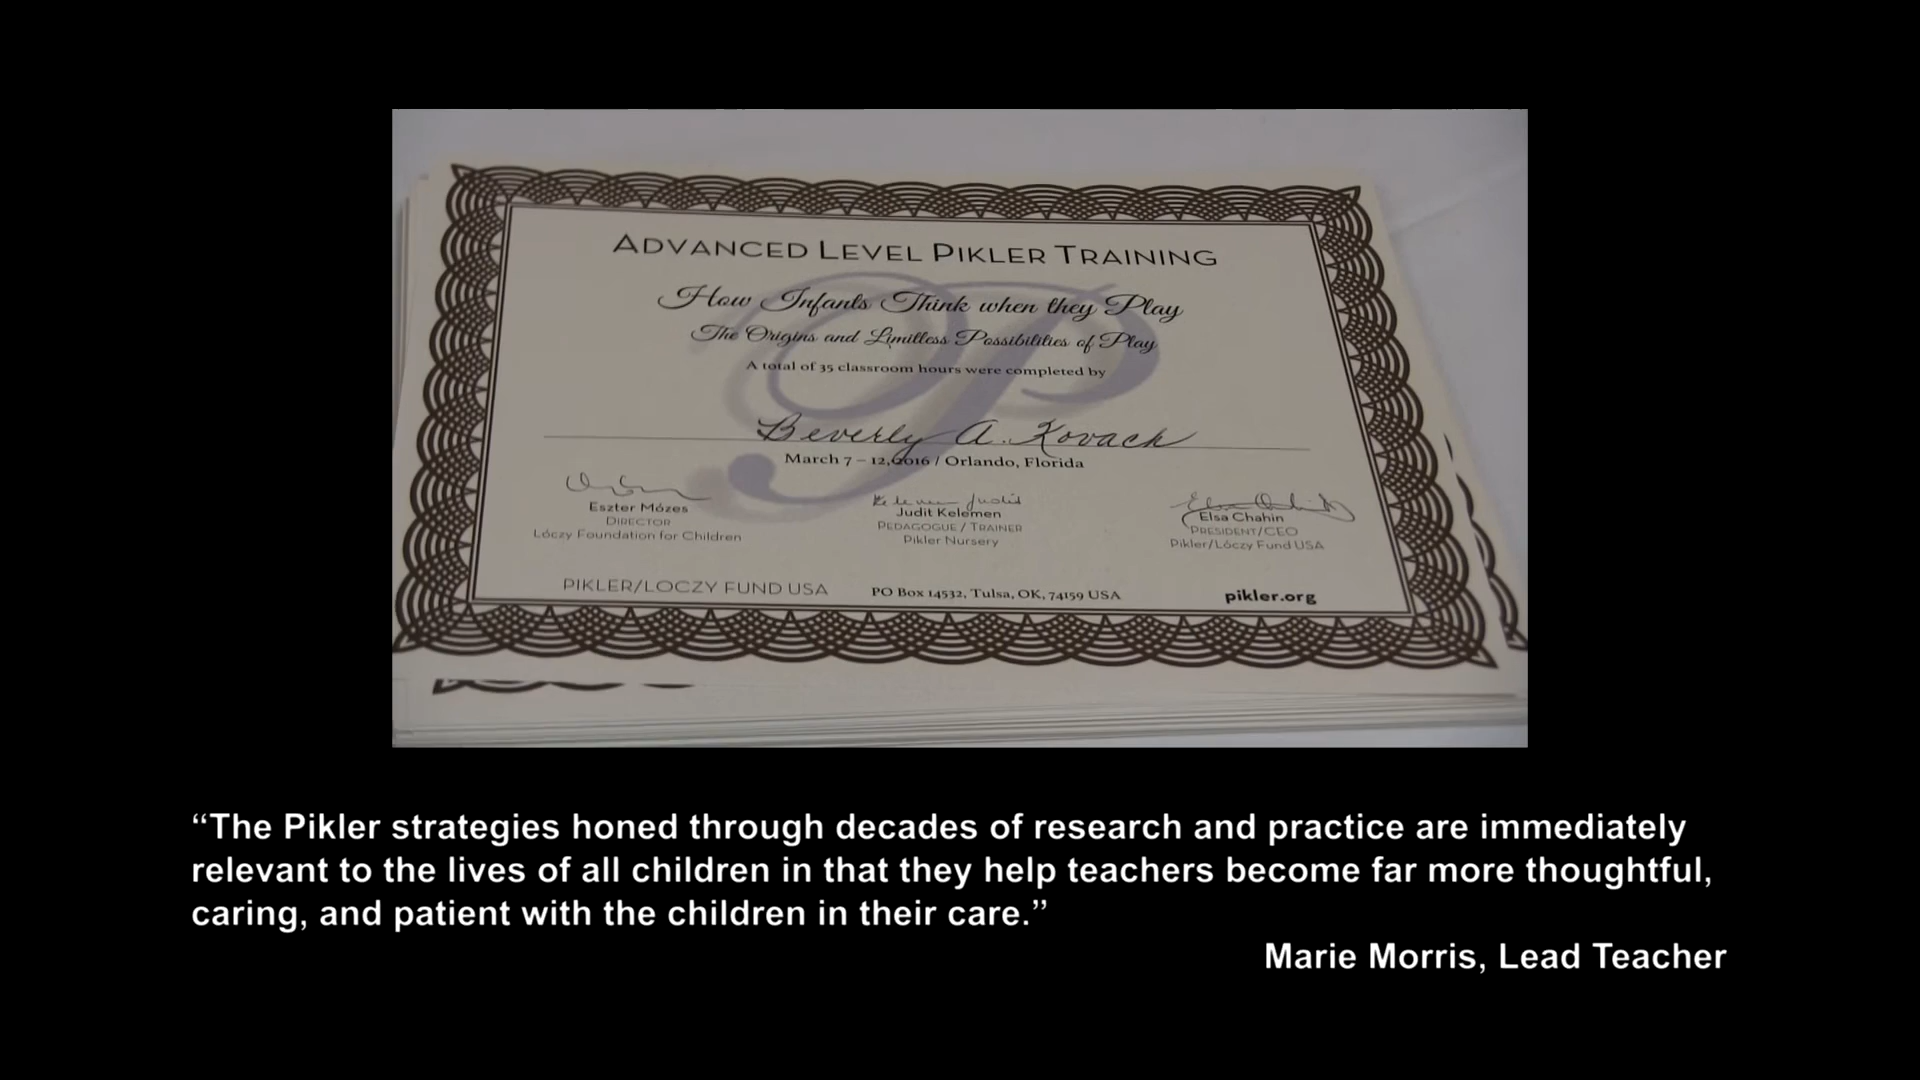 ADVANCED LEVEL PIKLER TRAINING
How Infants Think when they Play
The Origins and Limitless Possibilities of Play
A total of 35 classroom hours were completed by
Beverly A. Kovach
March 7 – 12, 2016 / Orlando, Florida
Eszter Mózes
DIRECTOR
Lóczy Foundation for Children
Kelemen Judit
Judit Kelemen
PEDAGOGUE / TRAINER
Pikler Nursery
Elsa Chahin
PRESIDENT/CEO
Pikler/Lóczy Fund USA
PIKLER/LOCZY FUND USA PO Box 14532, Tulsa, OK, 74159 USA pikler.org
“The Pikler strategies honed through decades of research and practice are immediately
relevant to the lives of all children in that they help teachers become far more thoughtful,
caring, and patient with the children in their care.”
Marie Morris, Lead Teacher